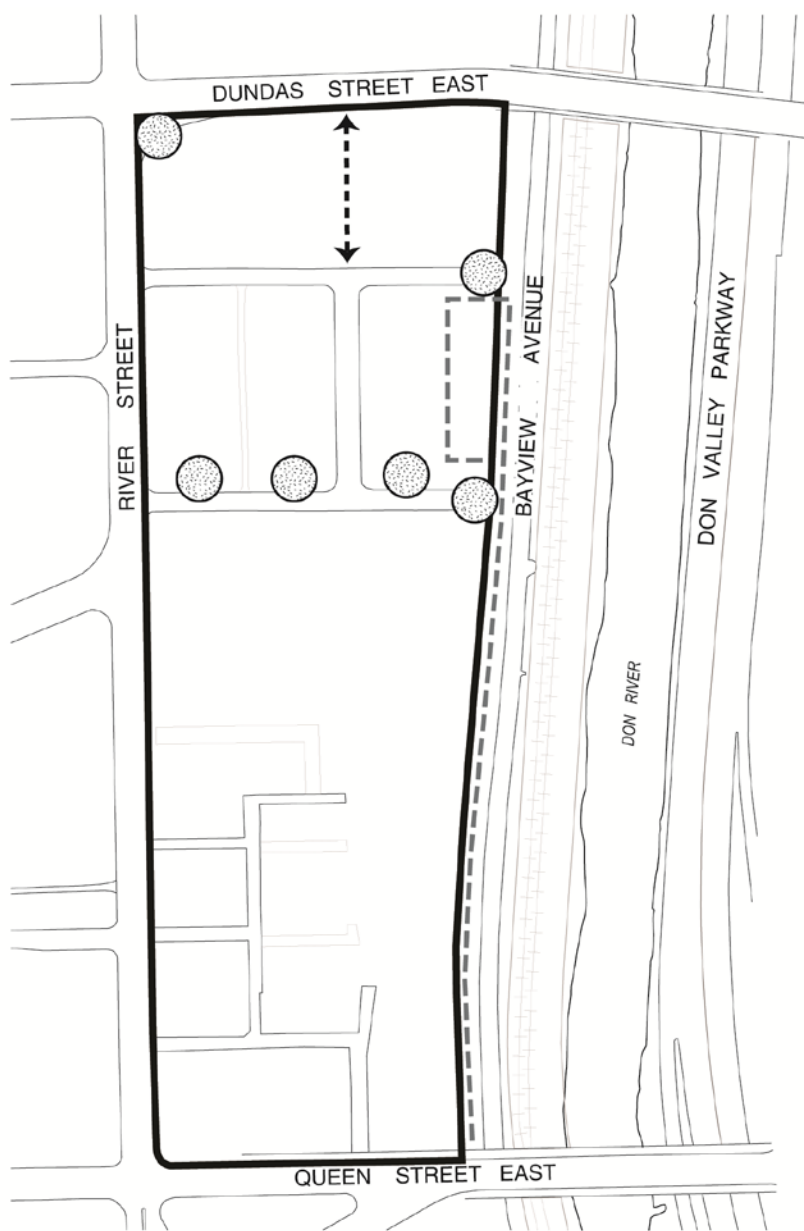 DUNDAS STREET EAST
RIVER STREET
BAYVIEW AVENUE
DON VALLEY PARKWAY
DON RIVER
QUEEN STREET EAST